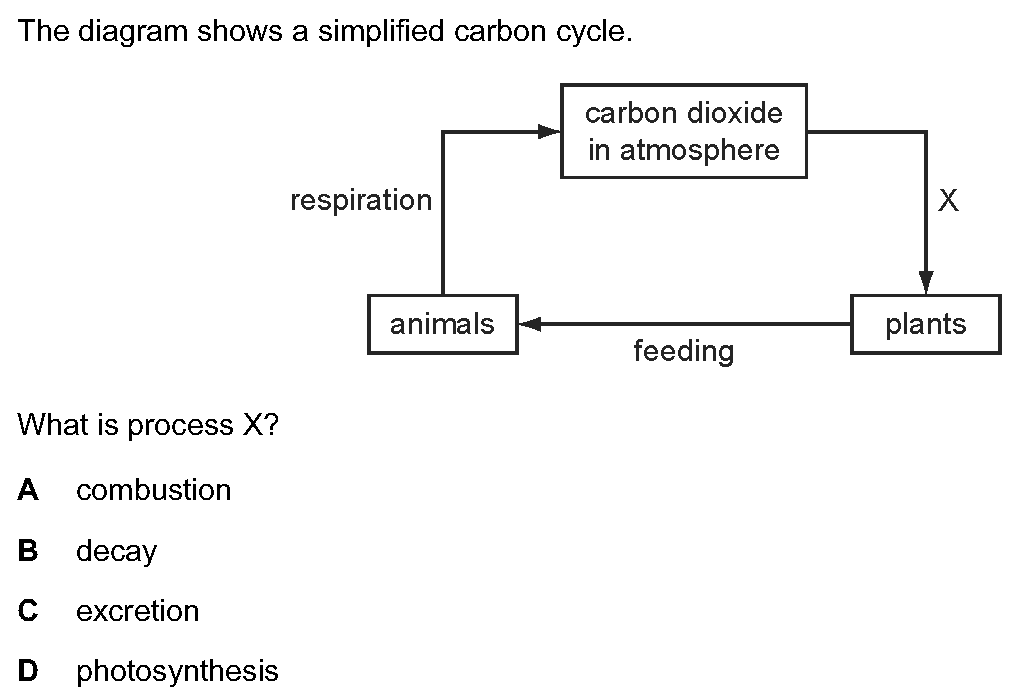 The diagram shows a simplified carbon cycle.
carbon dioxide
in atmosphere
respiration
X
animals
plants
feeding
What is process X?
A combustion
B decay
C excretion
D photosynthesis